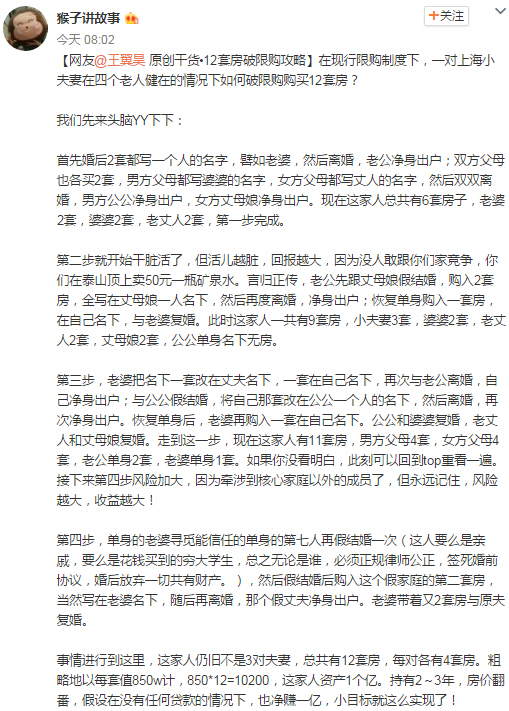 猴子讲故事
+关注
今天 08:02
【网友@王翼昊 原创干货•12套房破限购攻略】在现行限购制度下，一对上海小
夫妻在四个老人健在的情况下如何破限购购买12套房？
我们先来头脑YY下下：
首先婚后2套都写一个人的名字，譬如老婆，然后离婚，老公净身出户；双方父母
也各买2套，男方父母都写婆婆的名字，女方父母都写丈人的名字，然后双双离
婚，男方公公净身出户，女方丈母娘净身出户。现在这家人总共有6套房子，老婆
2套，婆婆2套，老丈人2套，第一步完成。
第二步就开始干脏活了，但活儿越脏，回报越大，因为没人敢跟你们家竞争，你
们在泰山顶上卖50元一瓶矿泉水。言归正传，老公先跟丈母娘假结婚，购入2套
房，全写在丈母娘一人名下，然后再度离婚，净身出户；恢复单身购入一套房，
在自己名下，与老婆复婚。此时这家人一共有9套房，小夫妻3套，婆婆2套，老丈
人2套，丈母娘2套，公公单身名下无房。
第三步，老婆把名下一套改在丈夫名下，一套在自己名下，再次与老公离婚，自
己净身出户；与公公假结婚，将自己那套改在公公一个人的名下，然后离婚，再
次净身出户。恢复单身后，老婆再购入一套在自己名下。公公和婆婆复婚，老丈
人和丈母娘复婚。走到这一步，现在这家人有11套房，男方父母4套，女方父母4
套，老公单身2套，老婆单身1套。如果你没看明白，此刻可以回到top重看一遍。
接下来第四步风险加大，因为牵涉到核心家庭以外的成员了，但永远记住，风险
越大，收益越大！
第四步，单身的老婆寻觅能信任的单身的第七人再假结婚一次（这人要么是亲
戚，要么是花钱买到的穷大学生，总之无论是谁，必须正规律师公正，签死婚前
协议，婚后放弃一切共有财产。），然后假结婚后购入这个假家庭的第二套房，
当然写在老婆名下，随后再离婚，那个假丈夫净身出户。老婆带着又2套房与原夫
复婚。
事情进行到这里，这家人仍旧不是3对夫妻，总共有12套房，每对各有4套房。粗
略地以每套值850w计，850*12=10200，这家人资产1个亿。持有2～3年，房价翻
番，假设在没有任何贷款的情况下，也净赚一亿，小目标就这么实现了！